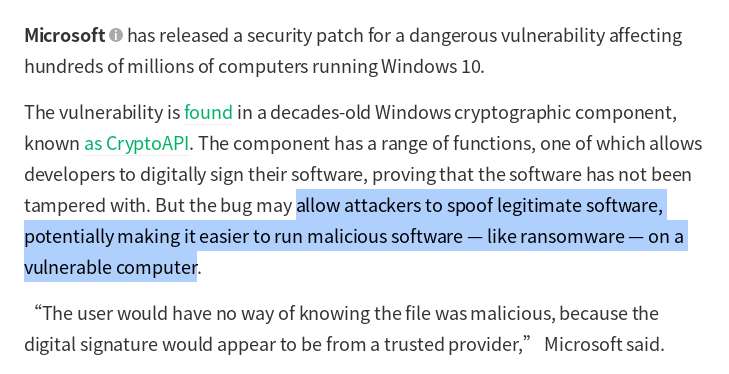 Microsoft has released a security patch for a dangerous vulnerability affecting
hundreds of millions of computers running Windows 10.
The vulnerability is found in a decades-old Windows cryptographic component,
known as CryptoAPI. The component has a range of functions, one of which allows
developers to digitally sign their software, proving that the software has not been
tampered with. But the bug may allow attackers to spoof legitimate software,
potentially making it easier to run malicious software — like ransomware — on a
vulnerable computer.
“The user would have no way of knowing the file was malicious, because the
digital signature would appear to be from a trusted provider,” Microsoft said.